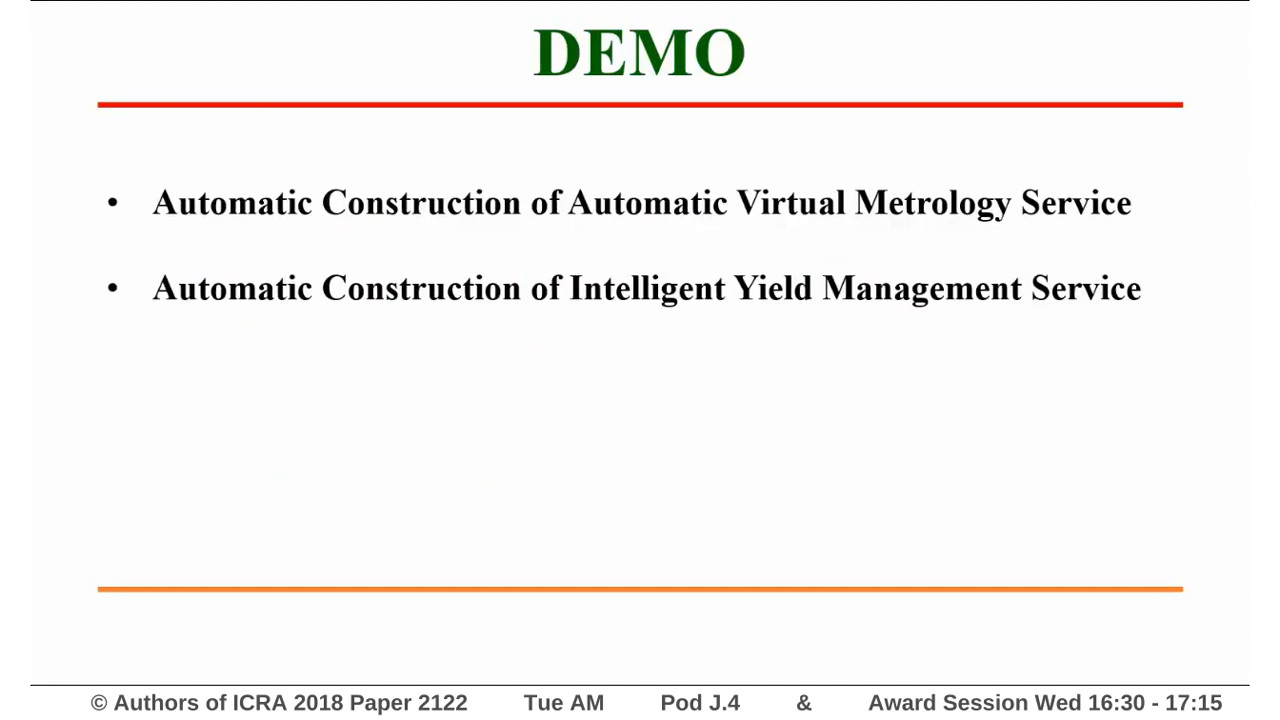 DEMO
• Automatic Construction of Automatic Virtual Metrology Service
• Automatic Construction of Intelligent Yield Management Service
© Authors of ICRA 2018 Paper 2122 Tue AM Pod J.4 & Award Session Wed 16:30 - 17:15